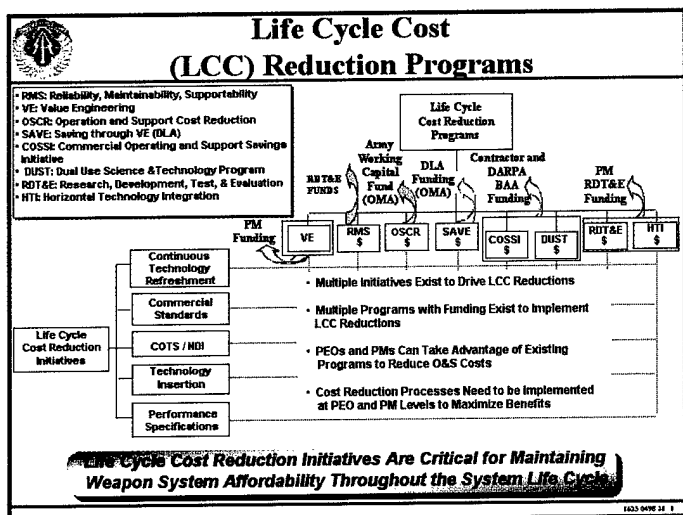 Life Cycle Cost
(LCC) Reduction Programs
• RMS: Reliability, Maintainability, Supportability
• VE: Value Engineering
• OSCR: Operation and Support Cost Reduction
• SAVE: Saving through VE (DLA)
• COSSI: Commercial Operating and Support Savings
Initiative
• DUST: Dual Use Science &Technology Program
• RDT&E: Research, Development, Test, & Evaluation
• HTI: Horizontal Technology Integration
Life Cycle
Cost Reduction
Programs
RDT&E
FUNDS
Army
Working
Capital
Fund
(OMA)
DLA
Funding
(OMA)
Contractor and
DARPA
BAA
Funding
PM
RDT&E
Funding
PM
Funding
VE
RMS
$
OSCR
$
SAVE
$
COSSI
$
DUST
$
RDT&E
$
HTI
$
Life Cycle
Cost Reduction
Initiatives
Continuous
Technology
Refreshment
Commercial
Standards
COTS / NDI
Technology
Insertion
Performance
Specifications
• Multiple Initiatives Exist to Drive LCC Reductions
• Multiple Programs with Funding Exist to Implement
LCC Reductions
• PEOs and PMs Can Take Advantage of Existing
Programs to Reduce O&S Costs
• Cost Reduction Processes Need to be Implemented
at PEO and PM Levels to Maximize Benefits
Life Cycle Cost Reduction Initiatives Are Critical for Maintaining
Weapon System Affordability Throughout the System Life Cycle